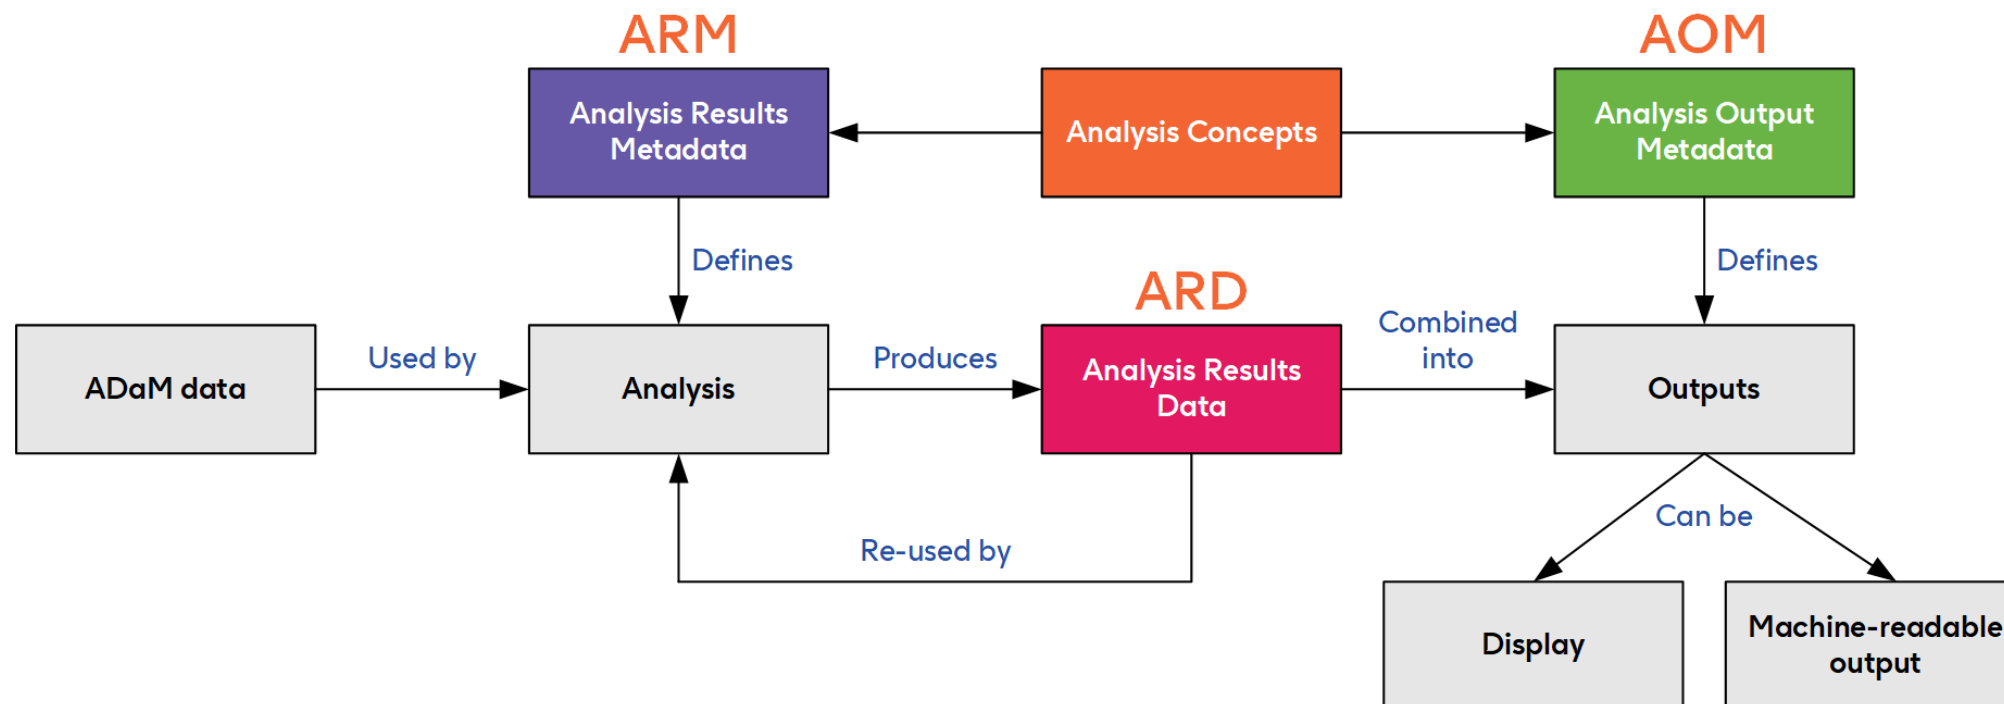 ARM
AOM
Analysis Results
Metadata
Analysis Concepts
Analysis Output
Metadata
Defines
Defines
ARD
ADaM data
Used by
Analysis
Produces
Analysis Results
Data
Combined
into
Outputs
Re-used by
Can be
Display
Machine-readable
output